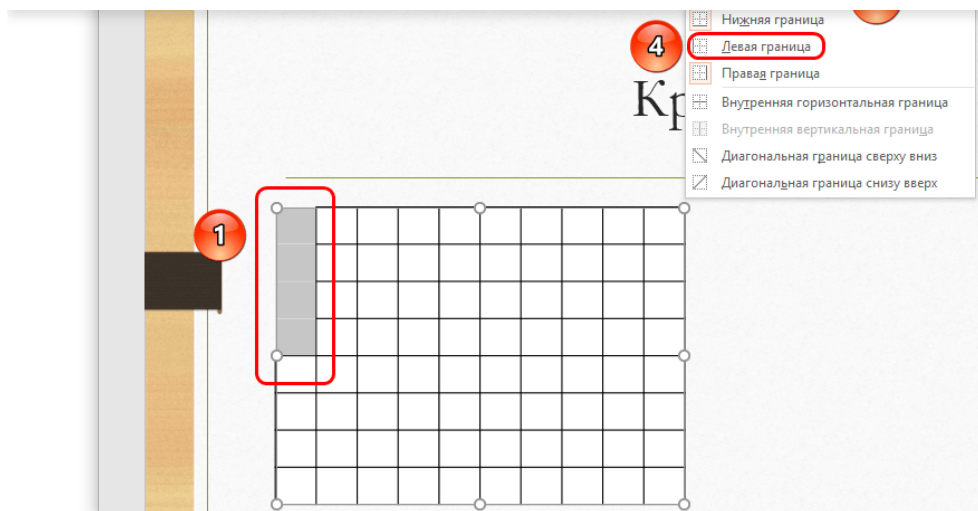 Нижняя граница
4
Левая граница
Правая граница
Кр
Внутренняя горизонтальная граница
Внутренняя вертикальная граница
Диагональная граница сверху вниз
Диагональная граница снизу вверх
1